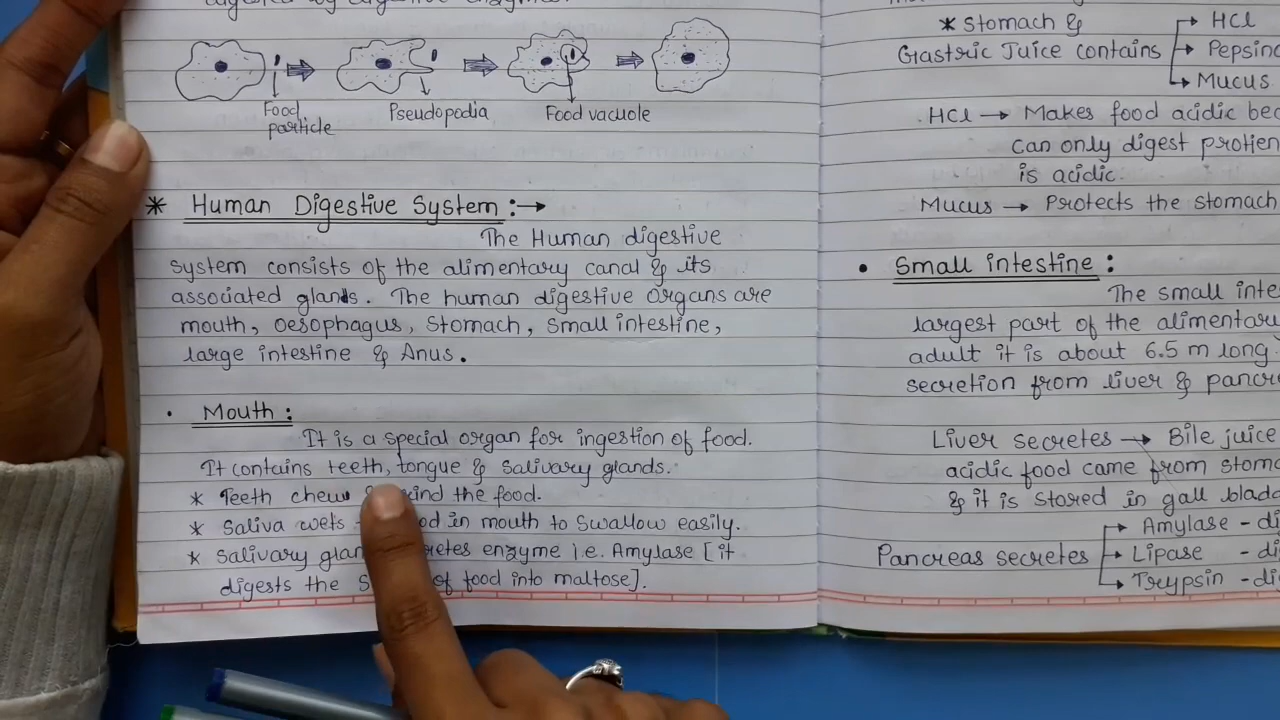 Food particle
Pseudopodia
Food vacuole
* Human Digestive System :→
The Human digestive
system consists of the alimentary canal & its
associated glands. The human digestive organs are
mouth, Oesophagus, Stomach, Small intestine,
large intestine & Anus.
• Mouth :
It is a special organ for ingestion of food.
It contains teeth, tongue & salivary glands.
* Teeth chew the food.
* Saliva wets in mouth to swallow easily.
* Salivary enzyme i.e. Amylase [it
digests the of food into maltose].
* Stomach &
Gastric Juice contains
HCl
Mucus
HCl → Makes food acidic
can only digest protien
is acidic.
Mucus → Protects the stomach
• Small intestine :
The small
largest part of the alimentary
adult it is about 6.5 m long.
secretion from liver &
Liver secretes → Bile juice
acidic food came from
& it is stored in gall
Pancreas secretes
Amylase -
Lipase -
Trypsin -